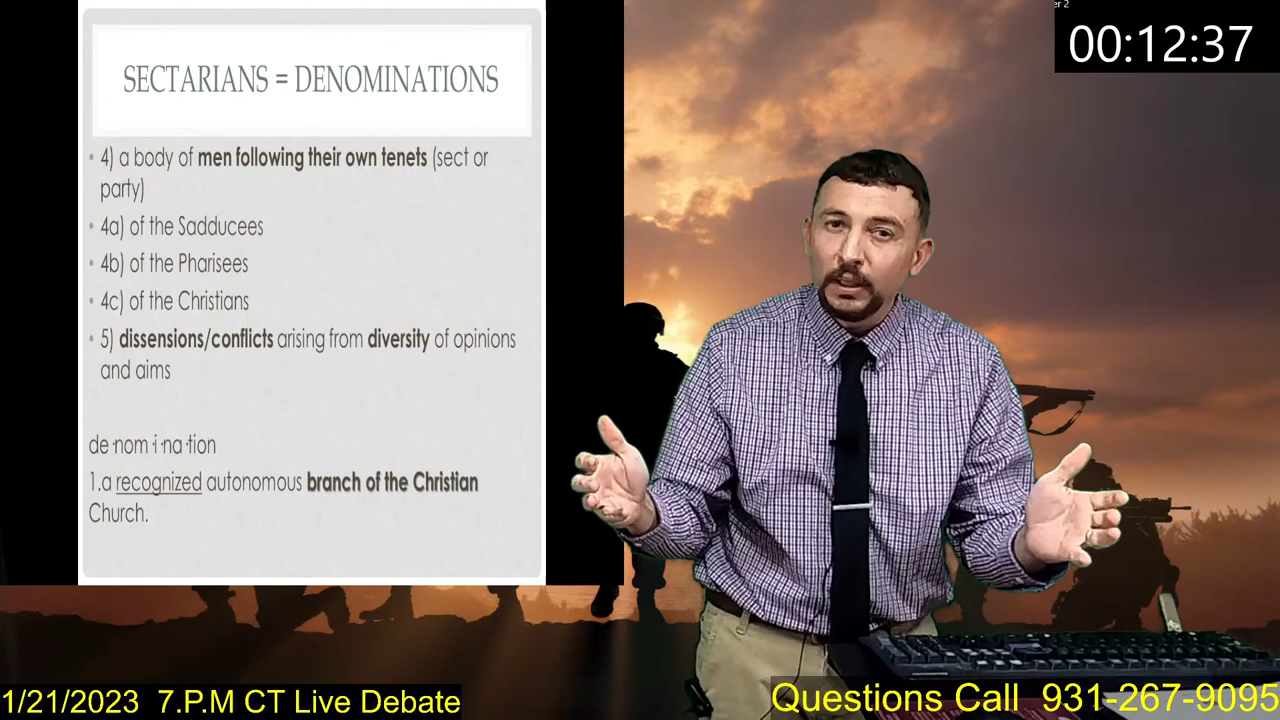 er 2
00:12:37
SECTARIANS = DENOMINATIONS
• 4) a body of men following their own tenets (sect or
party)
• 4a) of the Sadducees
• 4b) of the Pharisees
• 4c) of the Christians
• 5) dissensions/conflicts arising from diversity of opinions
and aims
de·nom·i·na·tion
1.a recognized autonomous branch of the Christian
Church.
1/21/2023 7.P.M CT Live Debate
Questions Call 931-267-9095